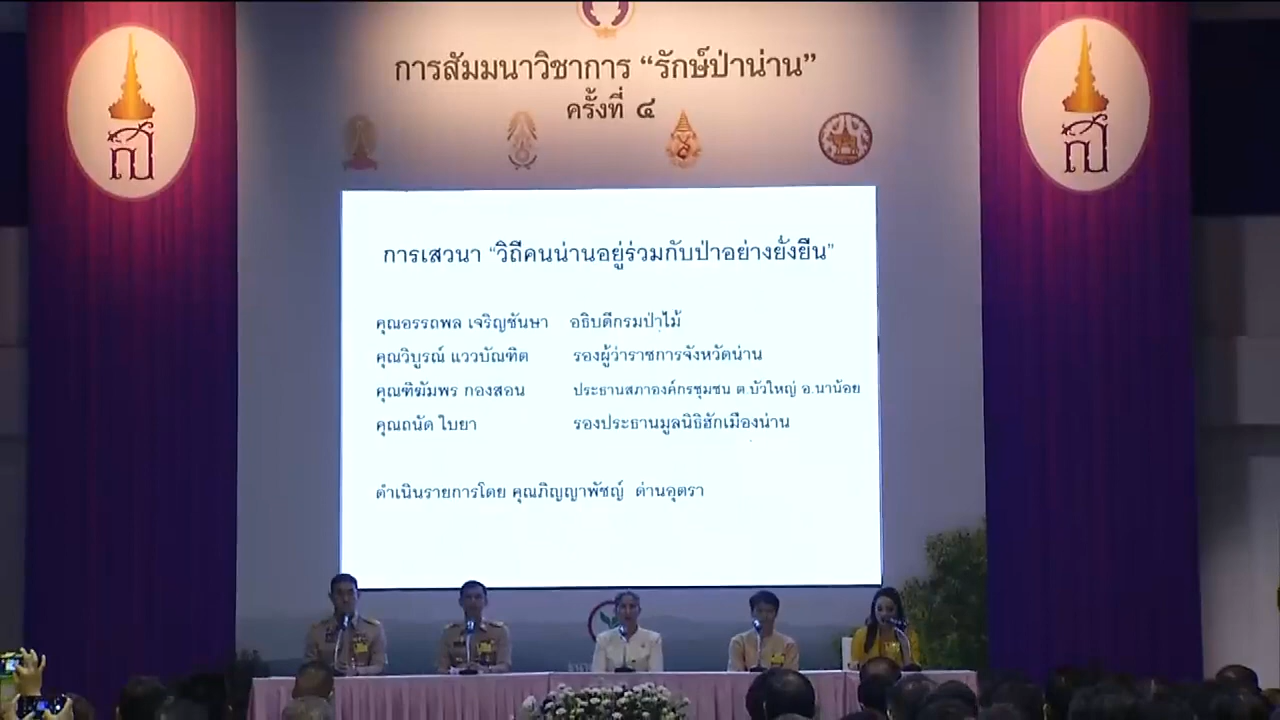 การสัมมนาวิชาการ “รักษ์ป่าน่าน”
ครั้งที่ ๔
การเสวนา “วิถีคนน่านอยู่ร่วมกับป่าอย่างยั่งยืน”
คุณอรรถพล เจริญชันษา อธิบดีกรมป่าไม้
คุณวิบูรณ์ แววบัณฑิต รองผู้ว่าราชการจังหวัดน่าน
คุณฑิฆัมพร กองสอน ประธานสภาองค์กรชุมชน ต.บัวใหญ่ อ.นาน้อย
คุณถนัด ใบยา รองประธานมูลนิธิฮักเมืองน่าน
ดำเนินรายการโดย คุณภิญญาพัชญ์ ด่านอุตรา